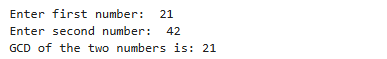 Enter first number:  21
Enter second number:  42
GCD of the two numbers is: 21